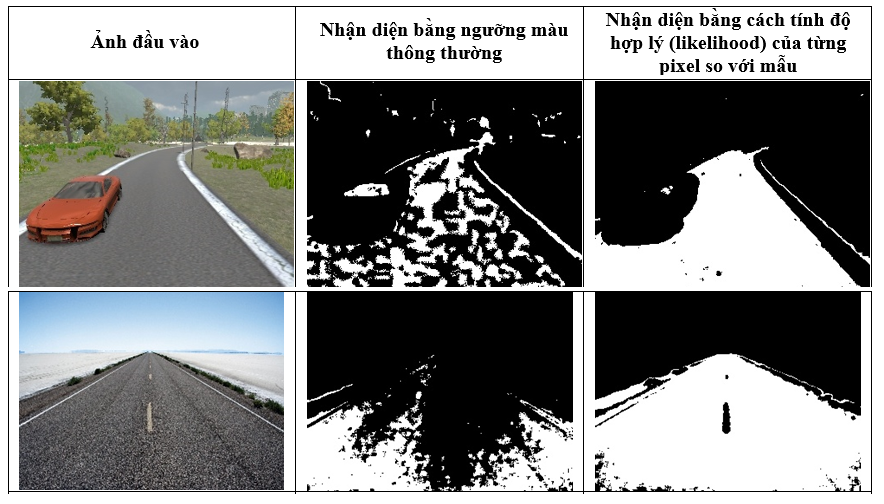 Ảnh đầu vào
Nhận diện bằng ngưỡng màu
thông thường
Nhận diện bằng cách tính độ
hợp lý (likelihood) của từng
pixel so với mẫu